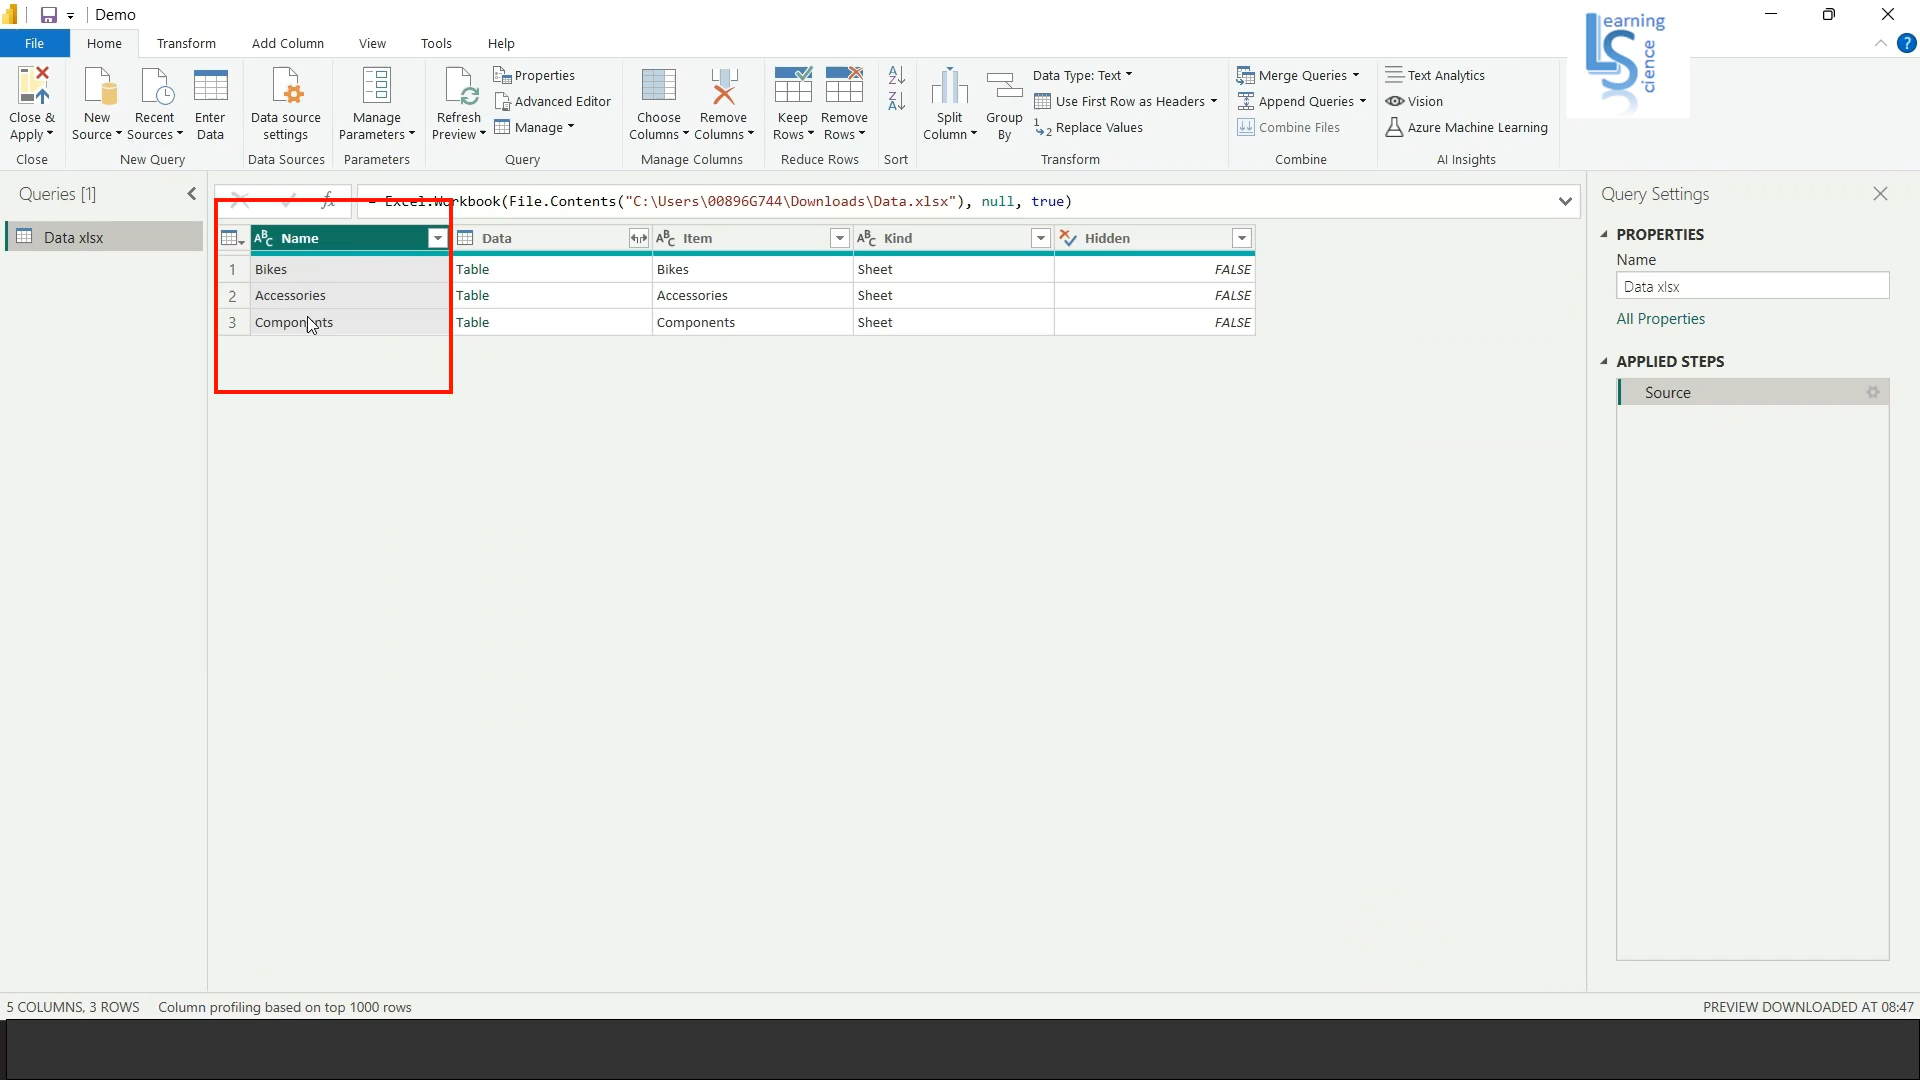 Demo
Learning Science
File Home Transform Add Column View Tools Help
?
Close & Apply
New Source
Recent Sources
Enter Data
Data source settings
Manage Parameters
Refresh Preview
Properties
Advanced Editor
Manage
Choose Columns
Remove Columns
Keep Rows
Remove Rows
Split Column
Group By
Data Type: Text
Use First Row as Headers
Replace Values
Merge Queries
Append Queries
Combine Files
Text Analytics
Vision
Azure Machine Learning
Close New Query Data Sources Parameters Query Manage Columns Reduce Rows Sort Transform Combine AI Insights
Queries [1]
Data xlsx
fx = Excel.Workbook(File.Contents("C:\Users\00896G744\Downloads\Data.xlsx"), null, true)
Name Data Item Kind Hidden
1 Bikes Table Bikes Sheet FALSE
2 Accessories Table Accessories Sheet FALSE
3 Components Table Components Sheet FALSE
Query Settings
PROPERTIES
Name
Data xlsx
All Properties
APPLIED STEPS
Source
5 COLUMNS, 3 ROWS Column profiling based on top 1000 rows
PREVIEW DOWNLOADED AT 08:47